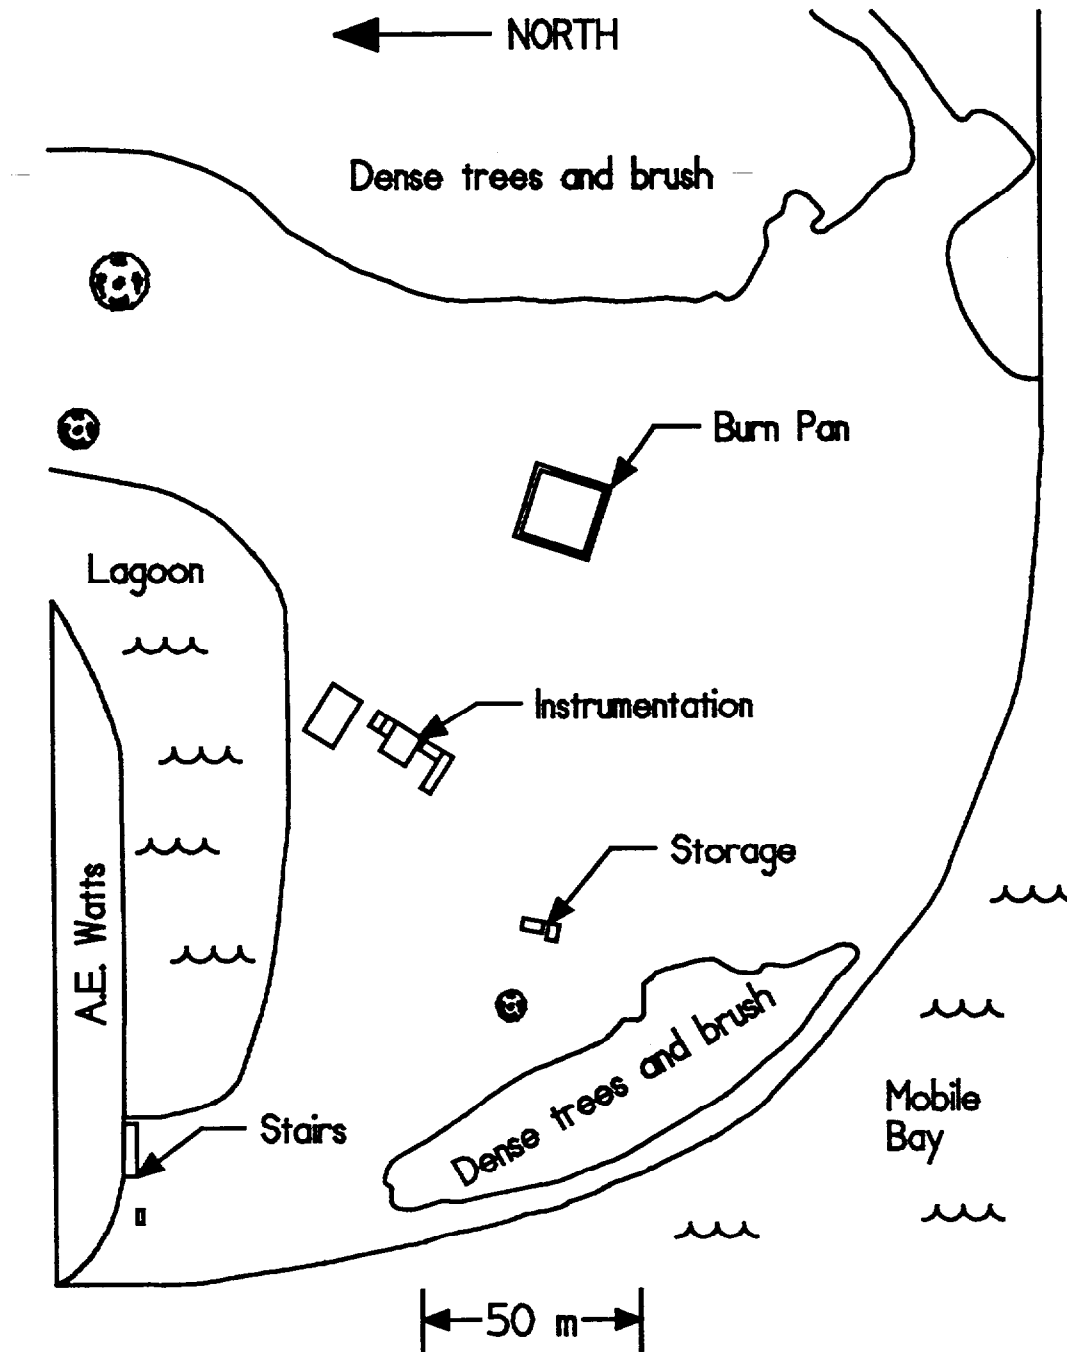 NORTH
Dense trees and brush
Burn Pan
Lagoon
Instrumentation
Storage
A.E. Watts
Dense trees and brush
Mobile
Bay
Stairs
50 m